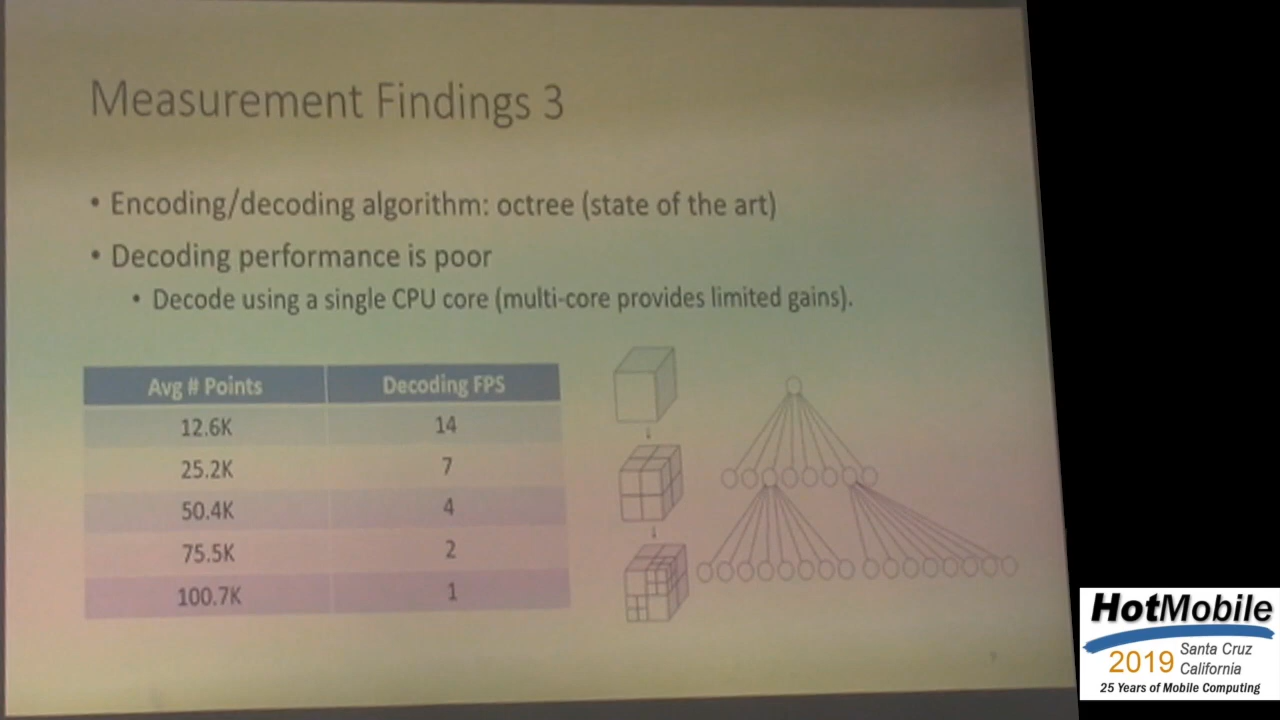 Measurement Findings 3
• Encoding/decoding algorithm: octree (state of the art)
• Decoding performance is poor
• Decode using a single CPU core (multi-core provides limited gains).
Avg # Points Decoding FPS
12.6K 14
25.2K 7
50.4K 4
75.5K 2
100.7K 1
HotMobile
2019 Santa Cruz
California
25 Years of Mobile Computing